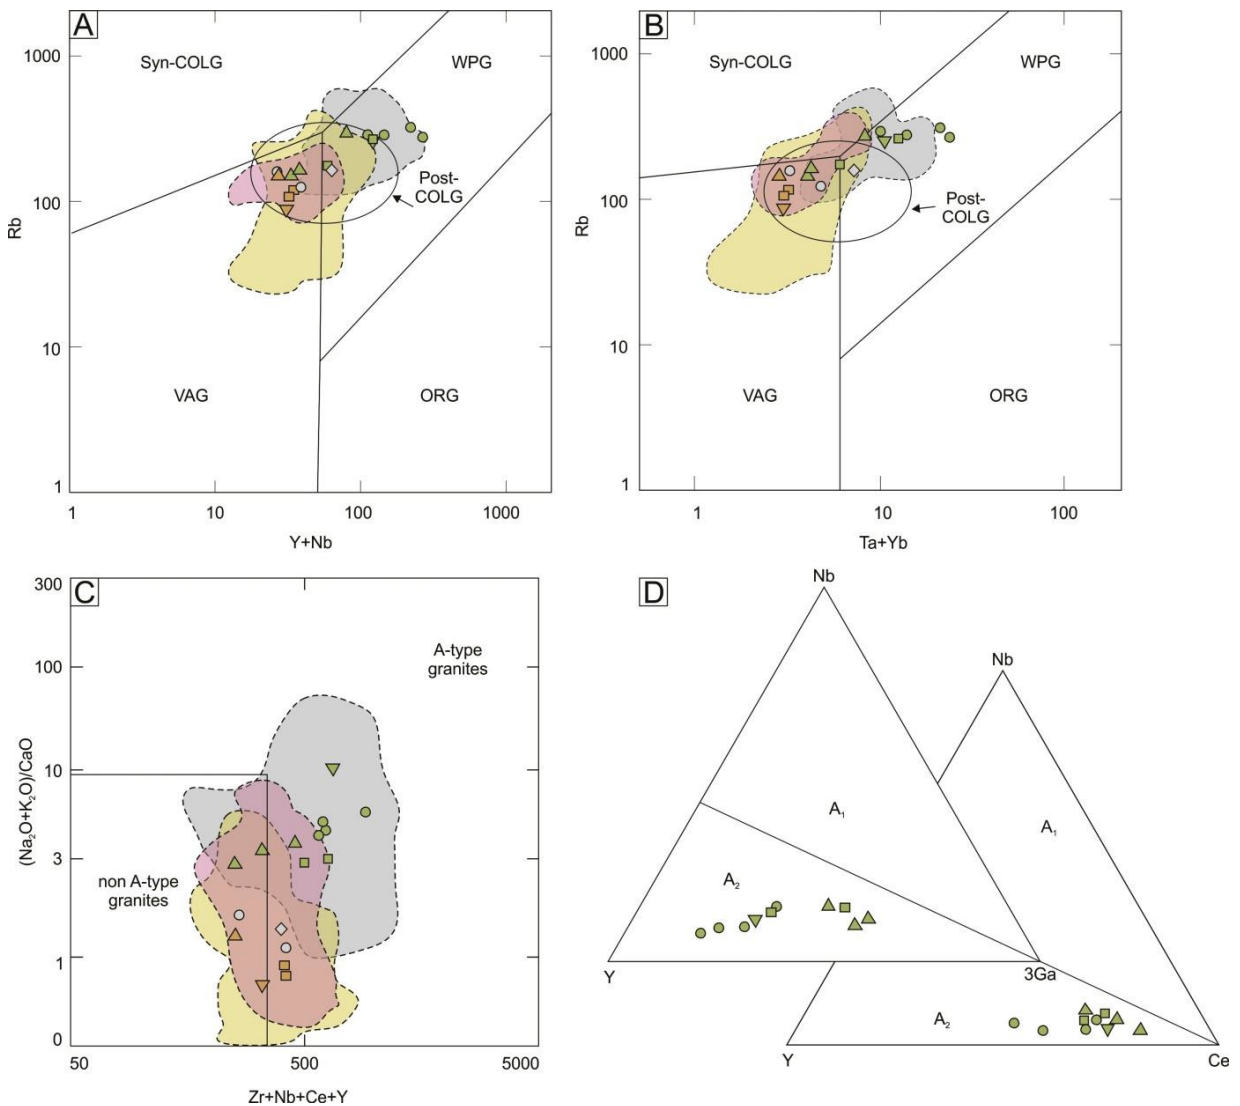 A
1000
Syn-COLG
WPG
Rb
100
Post-
COLG
10
VAG
ORG
1
1
10
100
1000
Y+Nb
B
1000
Syn-COLG
WPG
Rb
100
Post-
COLG
10
VAG
ORG
1
1
10
100
Ta+Yb
C
300
A-type
granites
100
(Na₂O+K₂O)/CaO
10
3
non A-type
granites
1
0
50
500
5000
Zr+Nb+Ce+Y
D
Nb
Nb
A₁
A₁
A₂
Y
3Ga
A₂
Y
Ce